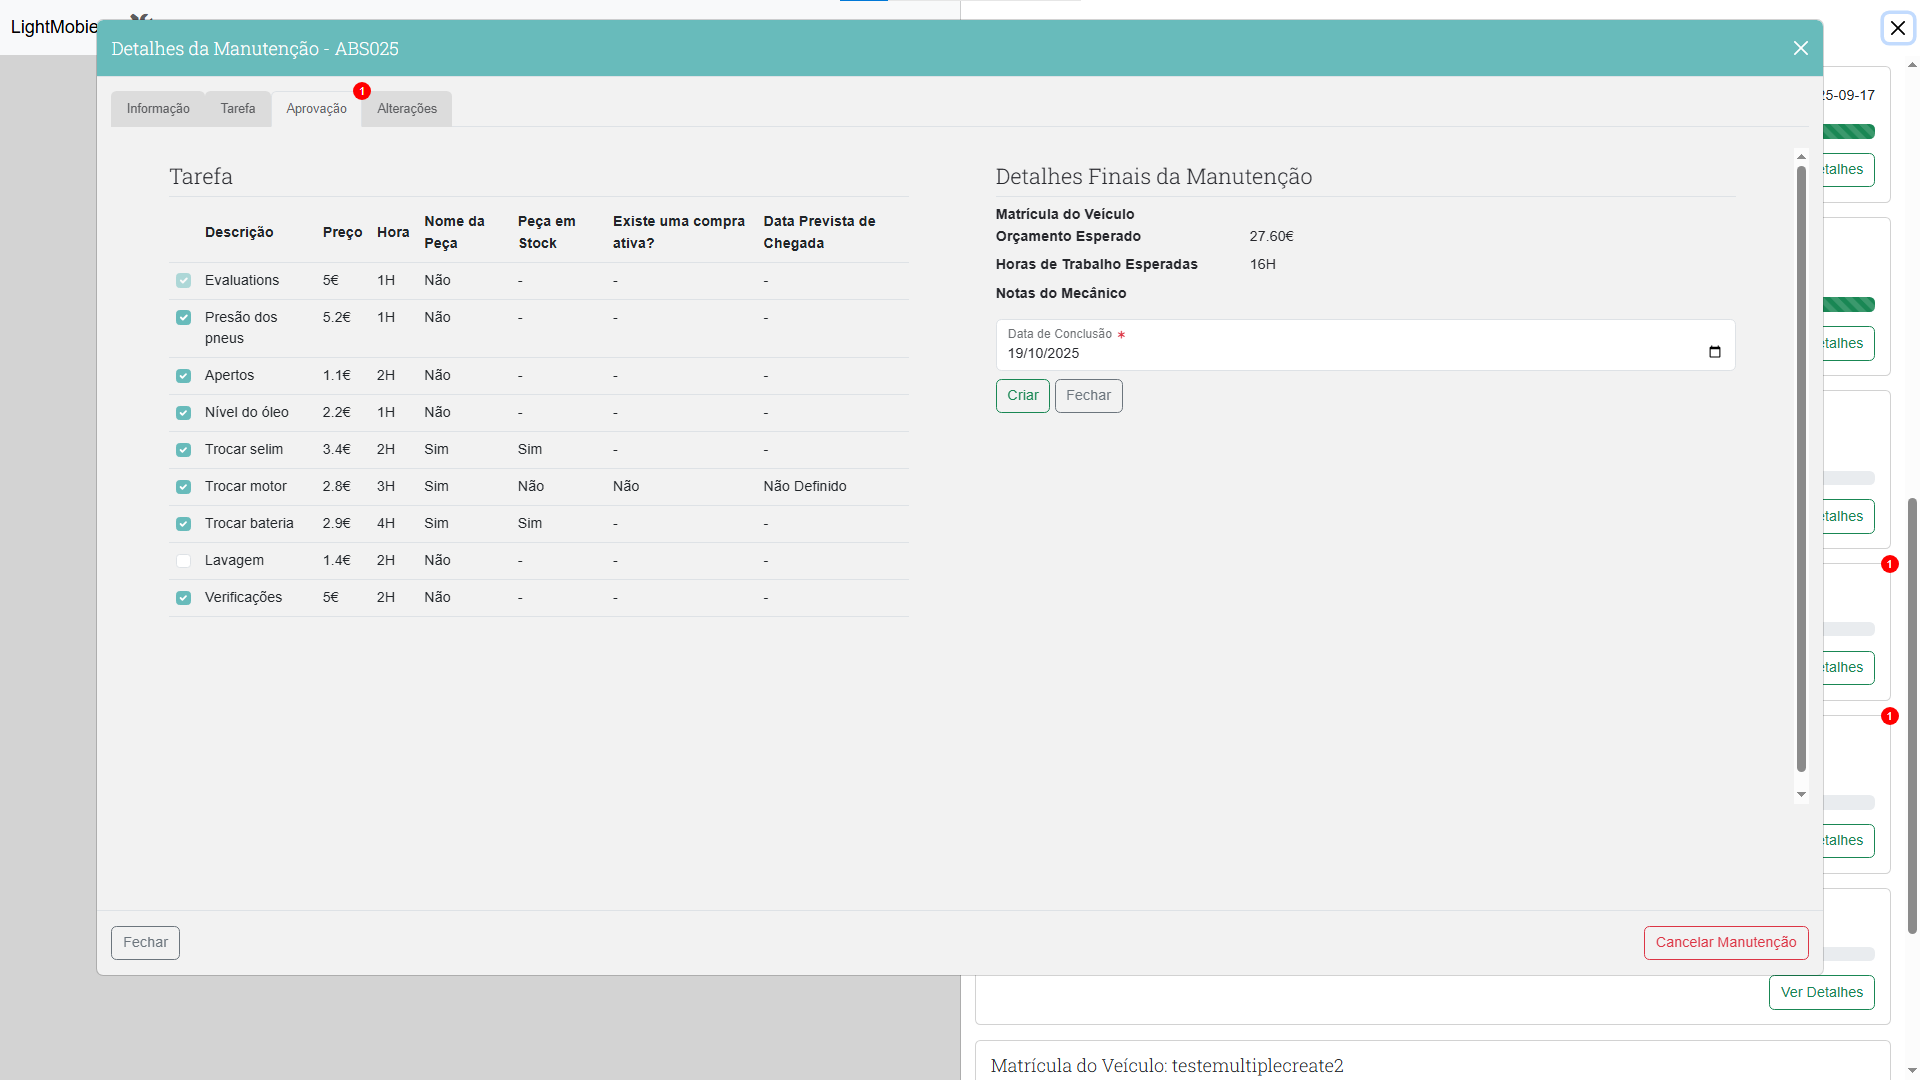 LightMobie
Detalhes da Manutenção - ABS025
Informação
Tarefa
Aprovação
1
Alterações
Tarefa
Descrição Preço Hora Nome da Peça Peça em Stock Existe uma compra ativa? Data Prevista de Chegada
Evaluations 5€ 1H Não - - -
Presão dos pneus 5.2€ 1H Não - - -
Apertos 1.1€ 2H Não - - -
Nível do óleo 2.2€ 1H Não - - -
Trocar selim 3.4€ 2H Sim Sim - -
Trocar motor 2.8€ 3H Sim Não Não Não Definido
Trocar bateria 2.9€ 4H Sim Sim - -
Lavagem 1.4€ 2H Não - - -
Verificações 5€ 2H Não - - -
Detalhes Finais da Manutenção
Matrícula do Veículo
Orçamento Esperado 27.60€
Horas de Trabalho Esperadas 16H
Notas do Mecânico
Data de Conclusão *
19/10/2025
Criar
Fechar
Fechar
Cancelar Manutenção
25-09-17
etalhes
etalhes
etalhes
1
etalhes
1
etalhes
Ver Detalhes
Matrícula do Veículo: testemultiplecreate2